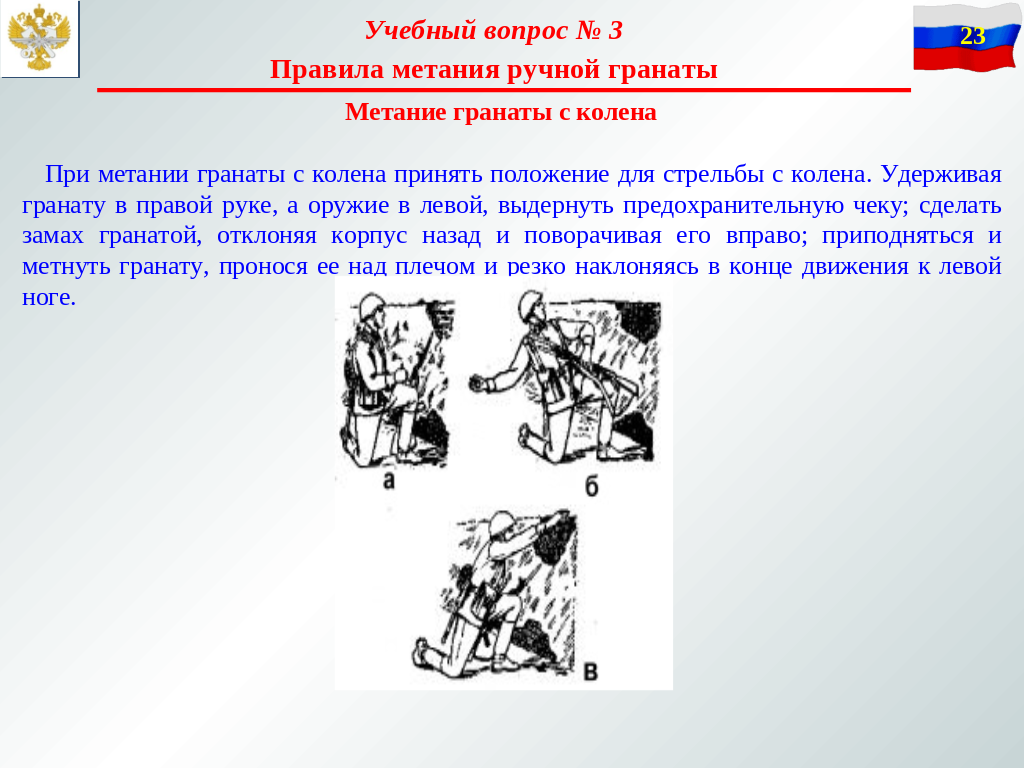 Учебный вопрос № 3
23
Правила метания ручной гранаты
Метание гранаты с колена
При метании гранаты с колена принять положение для стрельбы с колена. Удерживая
гранату в правой руке, а оружие в левой, выдернуть предохранительную чеку; сделать
замах гранатой, отклоняя корпус назад и поворачивая его вправо; приподняться и
метнуть гранату, пронося ее над плечом и резко наклоняясь в конце движения к левой
ноге.
а
б
в